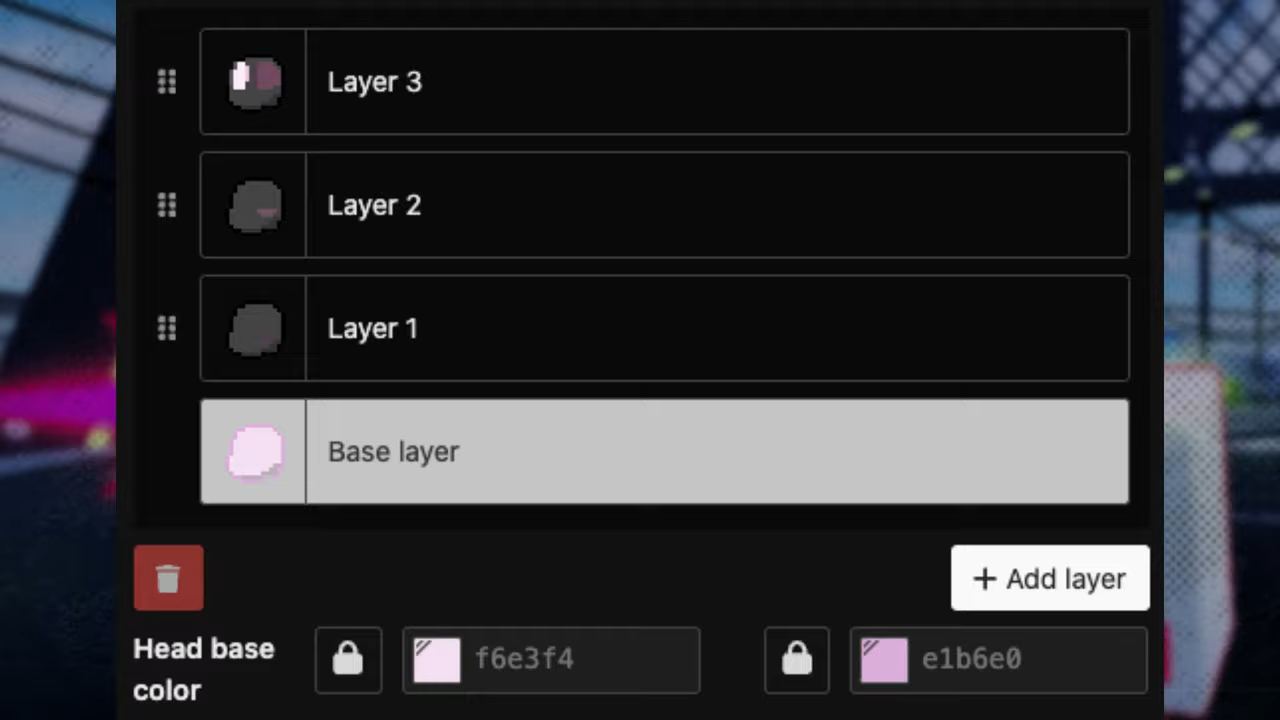 Layer 3
Layer 2
Layer 1
Base layer
+ Add layer
Head base
color
f6e3f4
e1b6e0